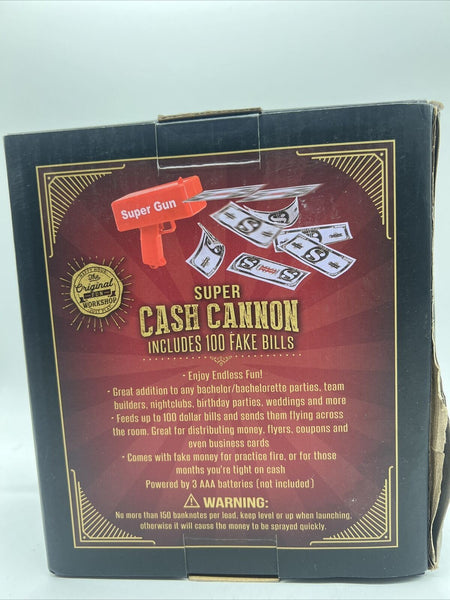 Super Gun
The
Original
FUN
WORKSHOP
SUPER
CASH CANNON
INCLUDES 100 FAKE BILLS
• Enjoy Endless Fun!
• Great addition to any bachelor/bachelorette parties, team
builders, nightclubs, birthday parties, weddings and more
• Feeds up to 100 dollar bills and sends them flying across
the room. Great for distributing money, flyers, coupons and
even business cards
• Comes with fake money for practice fire, or for those
months you're tight on cash
Powered by 3 AAA batteries (not included)
⚠ WARNING:
No more than 150 banknotes per load, keep level or up when launching,
otherwise it will cause the money to be sprayed quickly.